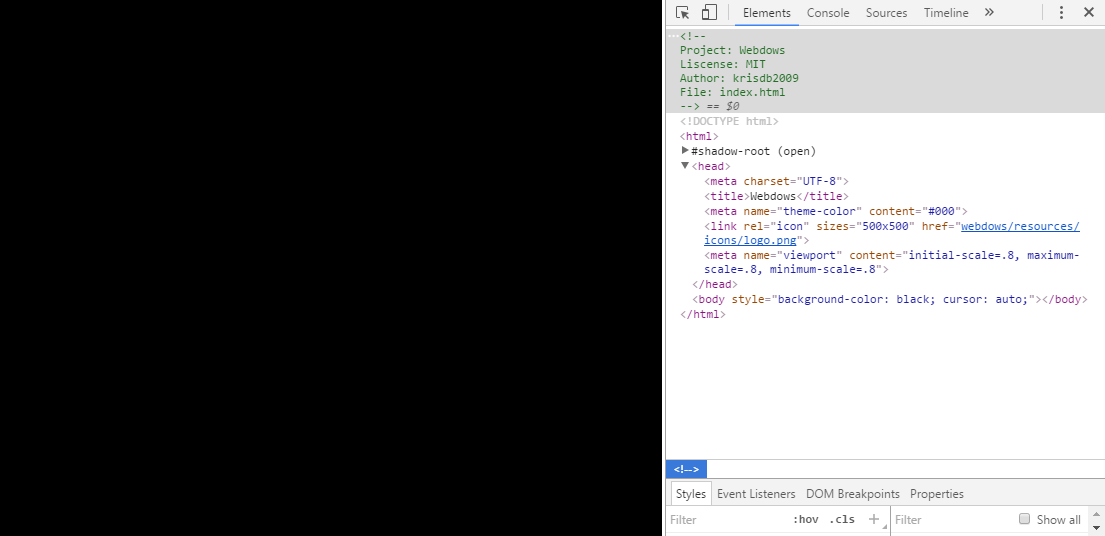 Elements Console Sources Timeline »
<!--
Project: Webdows
Liscense: MIT
Author: krisdb2009
File: index.html
--> == $0
<!DOCTYPE html>
<html>
#shadow-root (open)
<head>
<meta charset="UTF-8">
<title>Webdows</title>
<meta name="theme-color" content="#000">
<link rel="icon" sizes="500x500" href="webdows/resources/
icons/logo.png">
<meta name="viewport" content="initial-scale=.8, maximum-
scale=.8, minimum-scale=.8">
</head>
<body style="background-color: black; cursor: auto;"></body>
</html>
<!-->
Styles Event Listeners DOM Breakpoints Properties
Filter :hov .cls + Filter Show all